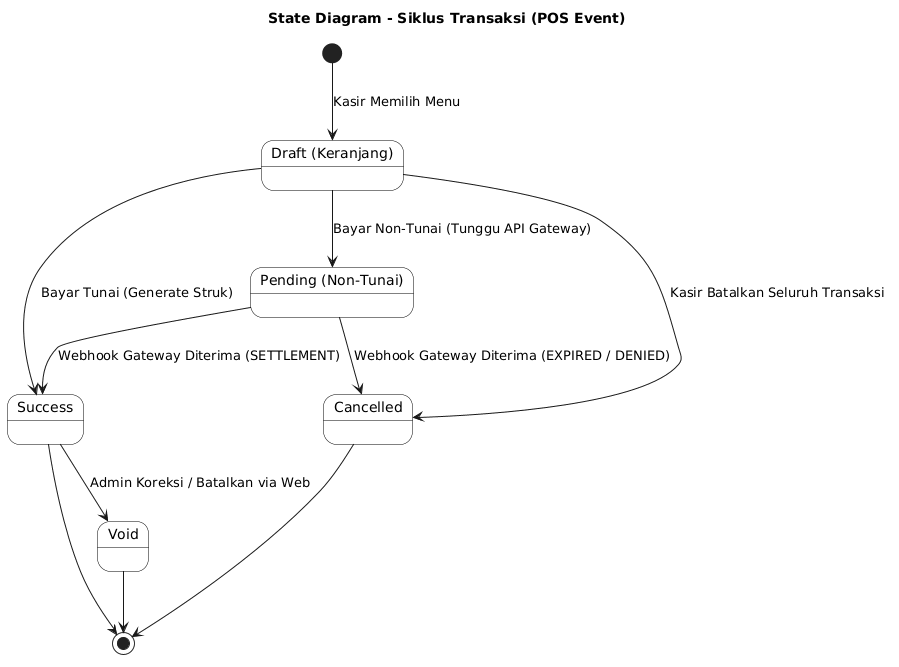 State Diagram - Siklus Transaksi (POS Event)
Kasir Memilih Menu
Draft (Keranjang)
Bayar Non-Tunai (Tunggu API Gateway)
Pending (Non-Tunai)
Bayar Tunai (Generate Struk)
Kasir Batalkan Seluruh Transaksi
Webhook Gateway Diterima (SETTLEMENT)
Webhook Gateway Diterima (EXPIRED / DENIED)
Success
Cancelled
Admin Koreksi / Batalkan via Web
Void